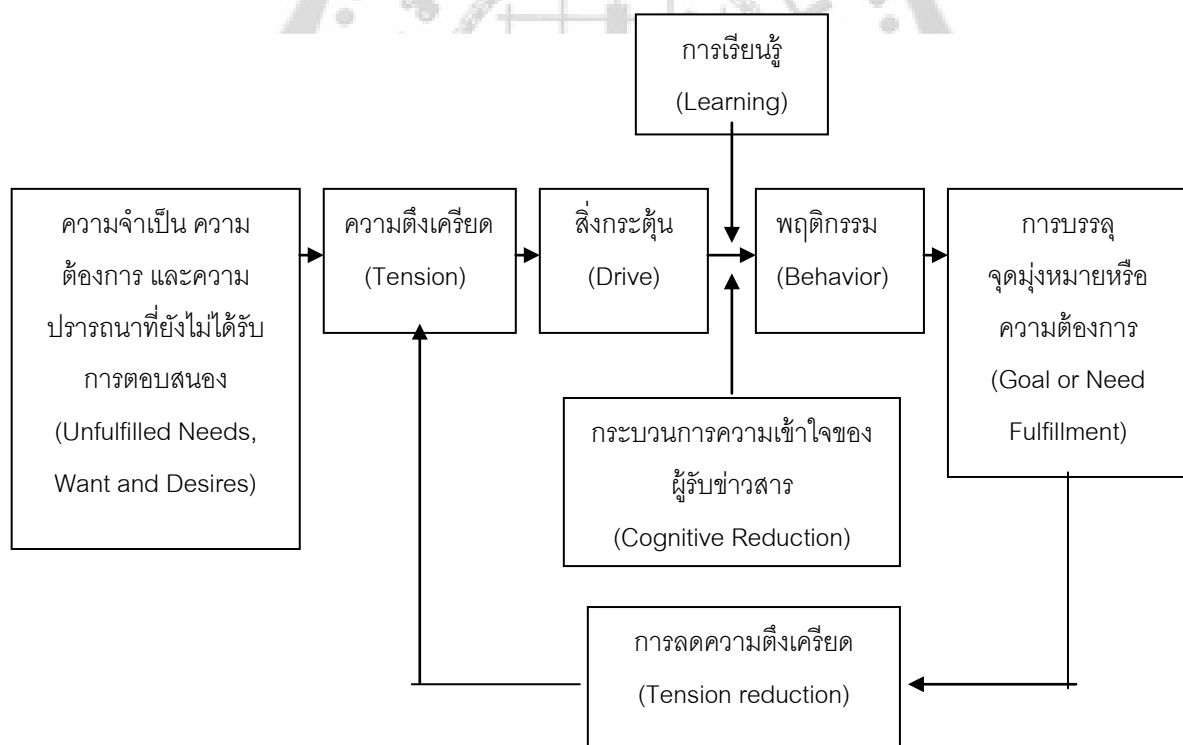 การเรียนรู้
(Learning)
ความจำเป็น ความ
ต้องการ และความ
ปรารถนาที่ยังไม่ได้รับ
การตอบสนอง
(Unfulfilled Needs,
Want and Desires)
ความตึงเครียด
(Tension)
สิ่งกระตุ้น
(Drive)
พฤติกรรม
(Behavior)
การบรรลุ
จุดมุ่งหมายหรือ
ความต้องการ
(Goal or Need
Fulfillment)
กระบวนการความเข้าใจของ
ผู้รับข่าวสาร
(Cognitive Reduction)
การลดความตึงเครียด
(Tension reduction)